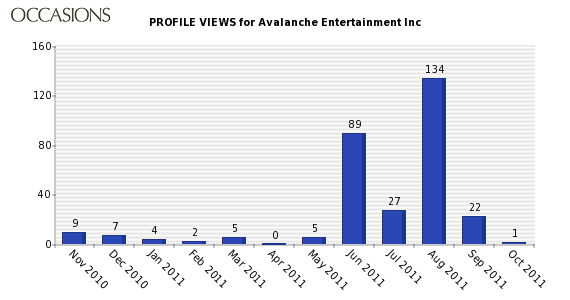 OCCASIONS
PROFILE VIEWS for Avalanche Entertainment Inc
160
120
80
40
0
9
7
4
2
5
0
5
89
27
134
22
1
Nov 2010
Dec 2010
Jan 2011
Feb 2011
Mar 2011
Apr 2011
May 2011
Jun 2011
Jul 2011
Aug 2011
Sep 2011
Oct 2011